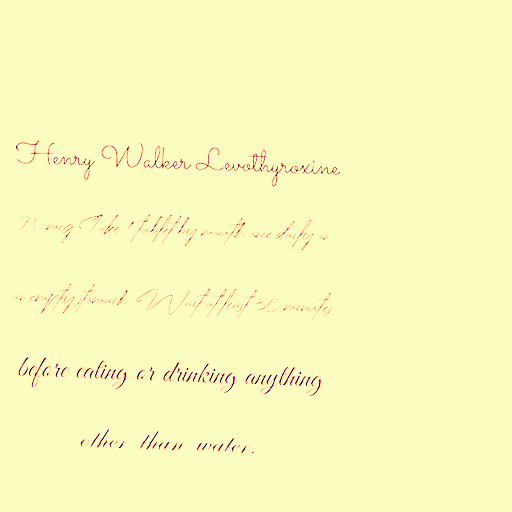 Henry Walker Levothyroxine
75 mcg Take 1 tablet by mouth once daily on
an empty stomach. Wait at least 30 minutes
before eating or drinking anything
other than water.